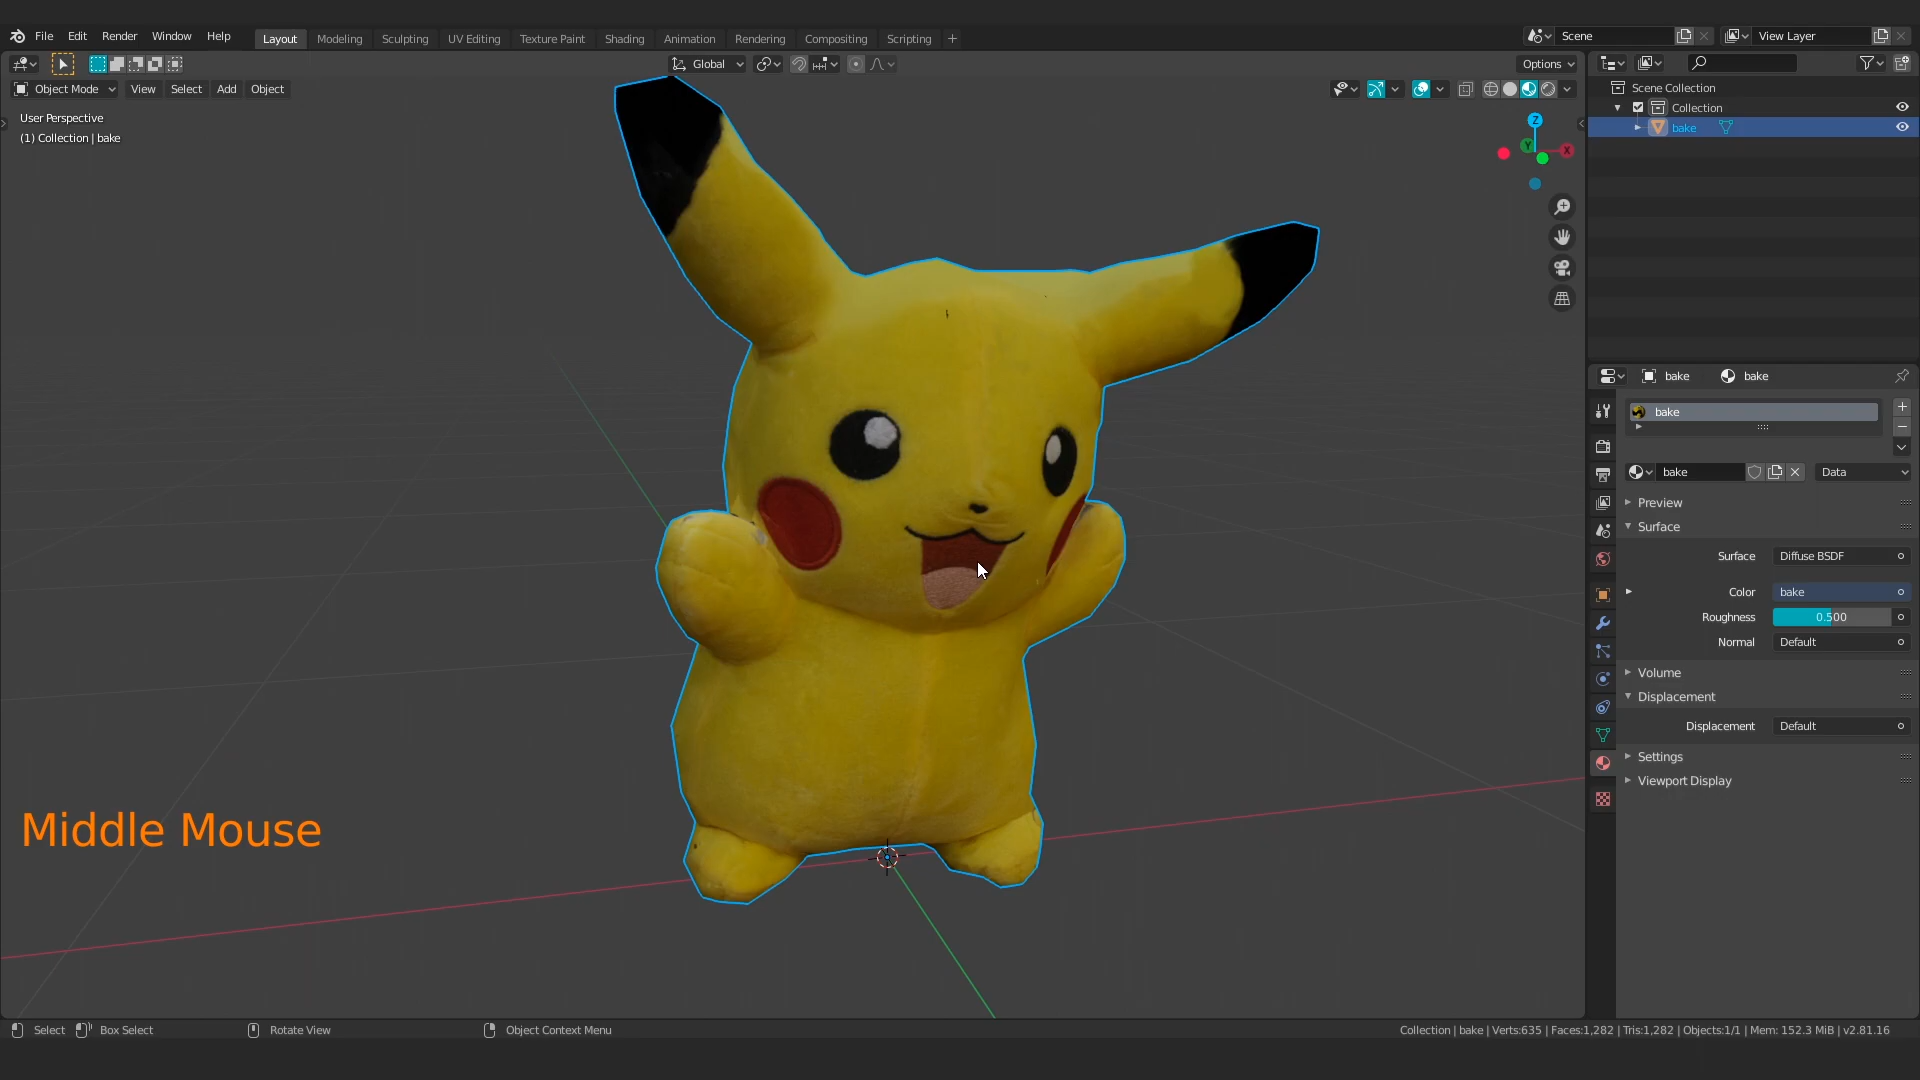 File Edit Render Window Help Layout Modeling Sculpting UV Editing Texture Paint Shading Animation Rendering Compositing Scripting + Scene View Layer
Global Options
Object Mode View Select Add Object
User Perspective
(1) Collection | bake
Z
Y
X
Scene Collection
Collection
bake
bake bake
bake
bake Data
Preview
Surface
Surface Diffuse BSDF
Color bake
Roughness 0.500
Normal Default
Volume
Displacement
Displacement Default
Settings
Viewport Display
Middle Mouse
Select Box Select Rotate View Object Context Menu Collection | bake | Verts:635 | Faces:1,282 | Tris:1,282 | Objects:1/1 | Mem: 152.3 MiB | v2.81.16